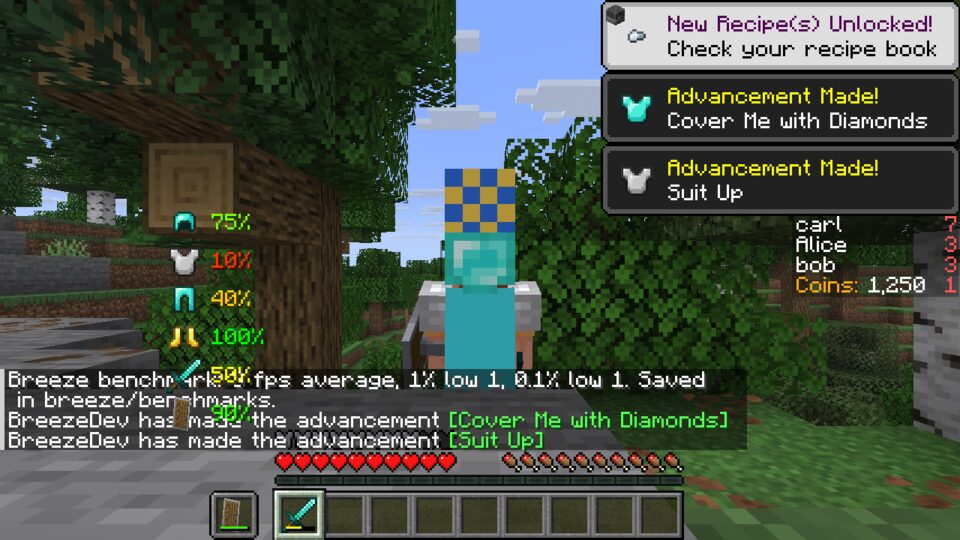 New Recipe(s) Unlocked!
Check your recipe book
Advancement Made!
Cover Me with Diamonds
Advancement Made!
Suit Up
carl 7
Alice 3
bob 3
Coins: 1,250 1
75%
10%
40%
100%
50%
90%
Breeze benchmark: fps average, 1% low 1, 0.1% low 1. Saved
in breeze/benchmarks.
BreezeDev has made the advancement [Cover Me with Diamonds]
BreezeDev has made the advancement [Suit Up]